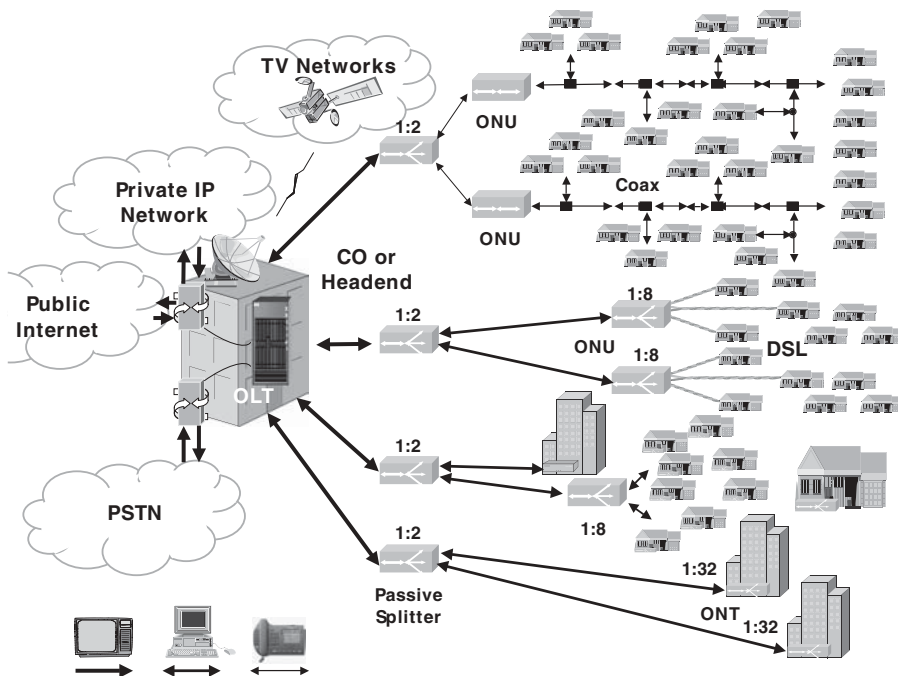 TV Networks
1:2
ONU
Private IP
Network
Coax
ONU
CO or
Headend
Public
Internet
1:2
1:8
ONU
DSL
1:8
OLT
1:2
PSTN
1:8
1:2
1:32
Passive
Splitter
ONT
1:32